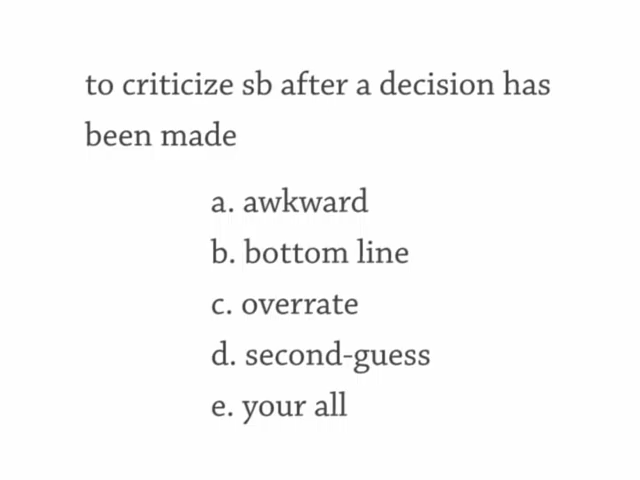 to criticize sb after a decision has
been made
a. awkward
b. bottom line
c. overrate
d. second-guess
e. your all